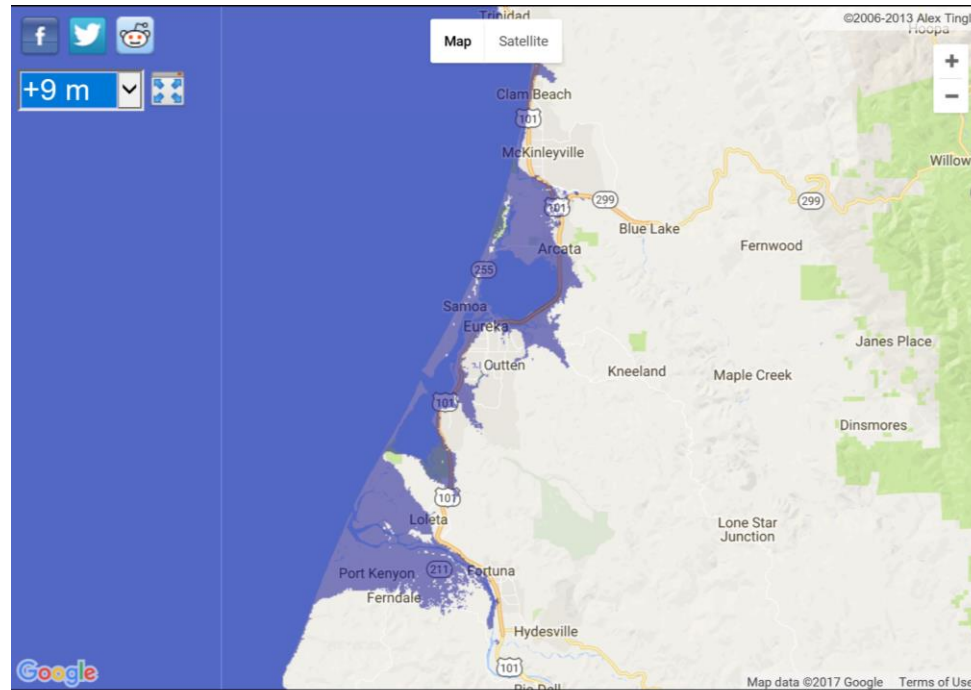 Trinidad
©2006-2013 Alex Tingl
f
Map Satellite
Hoopa
+9 m
+
−
Clam Beach
101
McKinleyville
Willow
299
299
101
Blue Lake
Fernwood
Arcata
255
Samoa
Eureka
Janes Place
Outten
Kneeland
Maple Creek
101
Dinsmores
101
Loleta
Lone Star
Junction
Port Kenyon
211
Fortuna
Ferndale
Hydesville
101
Google
Rio Dell
Map data ©2017 Google Terms of Use